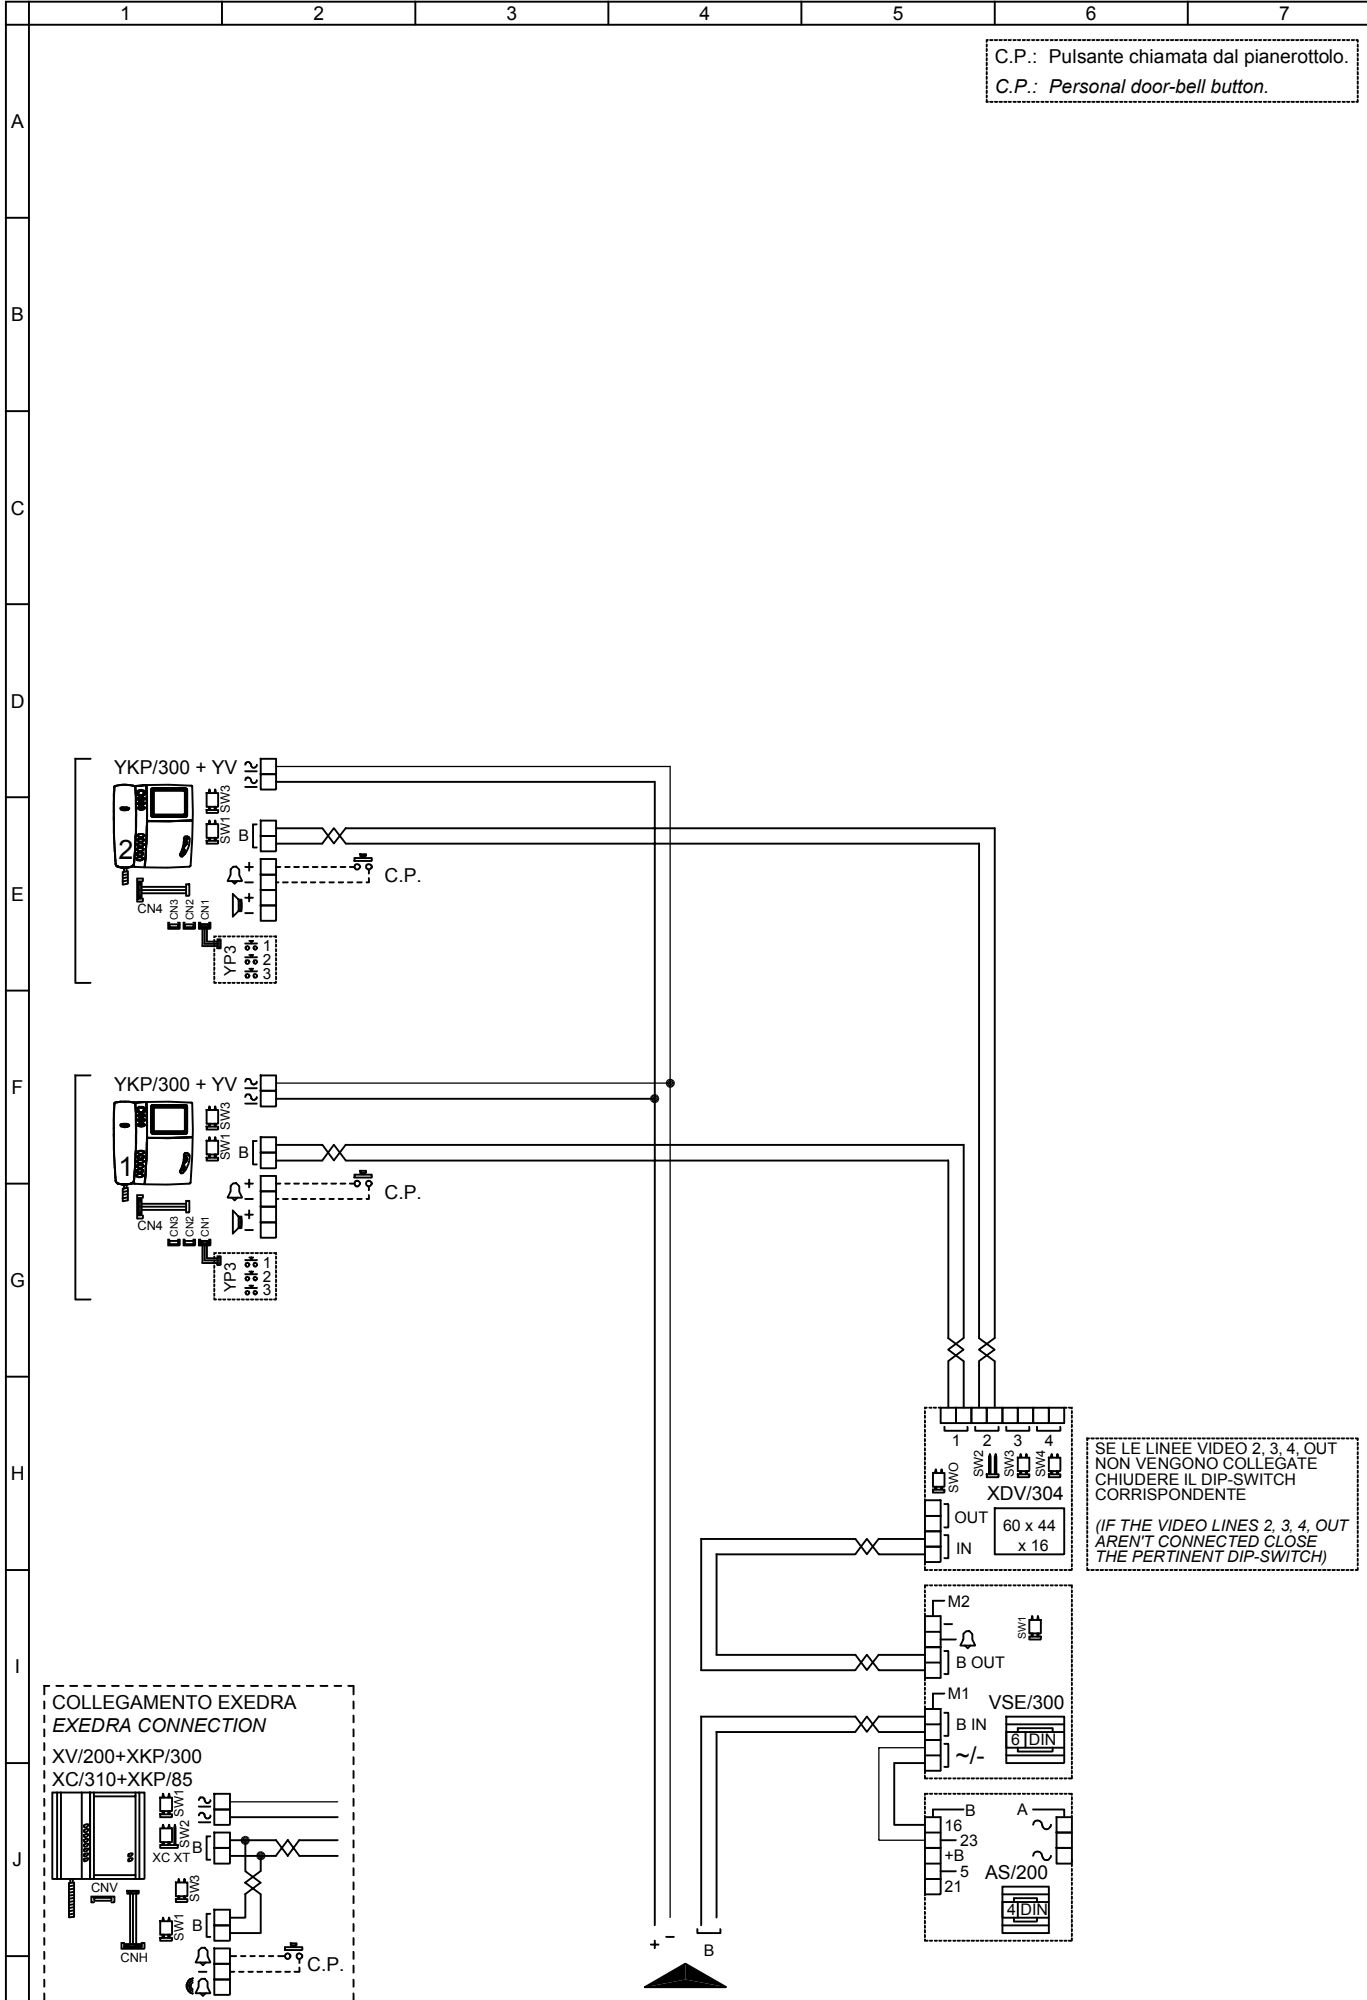 1 2 3 4 5 6 7
C.P.: Pulsante chiamata dal pianerottolo.
C.P.: Personal door-bell button.
A
B
C
D
YKP/300 + YV
SW3
SW1
B
2
+
-
+
-
C.P.
CN4
CN3
CN2
CN1
YP3
1
2
3
E
F
YKP/300 + YV
SW3
SW1
B
1
+
-
+
-
C.P.
CN4
CN3
CN2
CN1
YP3
1
2
3
G
H
1 2 3 4
SWO
SW2
SW3
SW4
XDV/304
OUT
IN
60 x 44
x 16
SE LE LINEE VIDEO 2, 3, 4, OUT
NON VENGONO COLLEGATE
CHIUDERE IL DIP-SWITCH
CORRISPONDENTE
(IF THE VIDEO LINES 2, 3, 4, OUT
AREN'T CONNECTED CLOSE
THE PERTINENT DIP-SWITCH)
I
M2
-
B OUT
SW1
M1
B IN
~/-
VSE/300
6 DIN
COLLEGAMENTO EXEDRA
EXEDRA CONNECTION
XV/200+XKP/300
XC/310+XKP/85
SW1
SW2
XC XT
B
CNV
SW3
SW1
B
CNH
-
C.P.
J
B
16
23
+B
5
21
A
~
~
AS/200
4 DIN
+ -
B